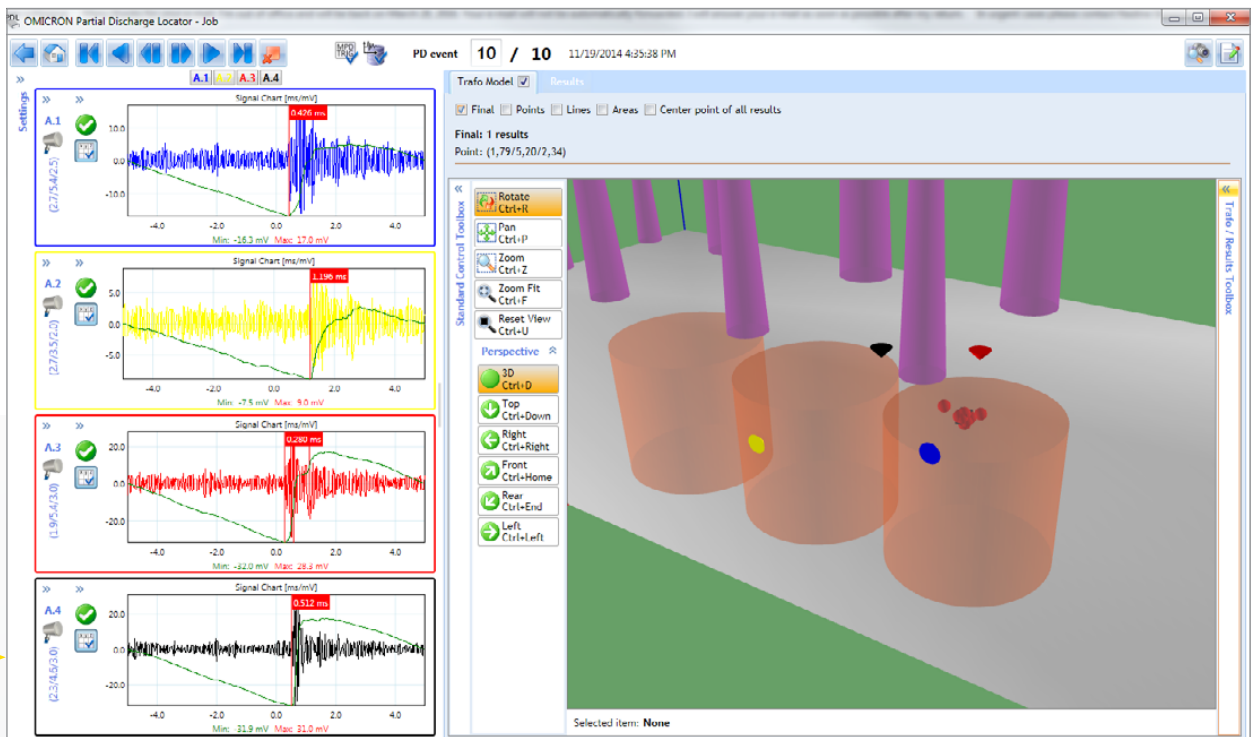 OMICRON Partial Discharge Locator - Job
MPD TRIG
PD event 10 / 10 11/19/2014 4:35:38 PM
Settings
A.1 A.3 A.4
Signal Chart [ms/mV]
A.1
(2.7/5.4/2.5)
0.426 ms
10.0
0.0
-10.0
-4.0 -2.0 0.0 2.0 4.0
Min: -16.3 mV Max: 17.0 mV
Signal Chart [ms/mV]
A.2
(2.7/3.5/2.0)
1.196 ms
5.0
0.0
-5.0
-4.0 -2.0 0.0 2.0 4.0
Min: -7.5 mV Max: 9.0 mV
Signal Chart [ms/mV]
A.3
(1.9/5.4/3.0)
0.280 ms
20.0
0.0
-20.0
-4.0 -2.0 0.0 2.0 4.0
Min: -32.0 mV Max: 28.3 mV
Signal Chart [ms/mV]
A.4
(2.3/4.6/3.0)
0.512 ms
20.0
0.0
-20.0
-4.0 -2.0 0.0 2.0 4.0
Min: -31.9 mV Max: 31.0 mV
Trafo Model Results
Final Points Lines Areas Center point of all results
Final: 1 results
Point: (1,79/5,20/2,34)
Standard Control Toolbox
Rotate
Ctrl+R
Pan
Ctrl+P
Zoom
Ctrl+Z
Zoom Fit
Ctrl+F
Reset View
Ctrl+U
Perspective
3D
Ctrl+D
Top
Ctrl+Down
Right
Ctrl+Right
Front
Ctrl+Home
Rear
Ctrl+End
Left
Ctrl+Left
Trafo / Results Toolbox
Selected item: None